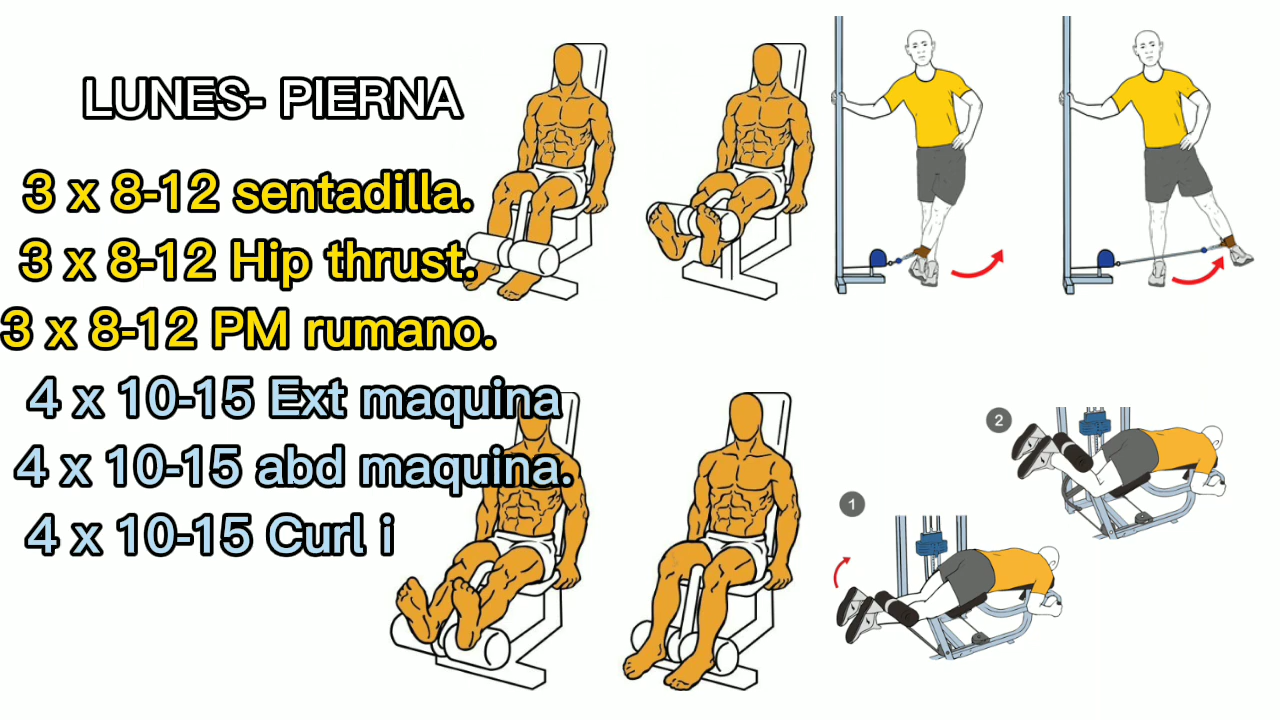 LUNES- PIERNA
3 x 8-12 sentadilla.
3 x 8-12 Hip thrust.
3 x 8-12 PM rumano.
4 x 10-15 Ext maquina
4 x 10-15 abd maquina.
4 x 10-15 Curl i
2
1